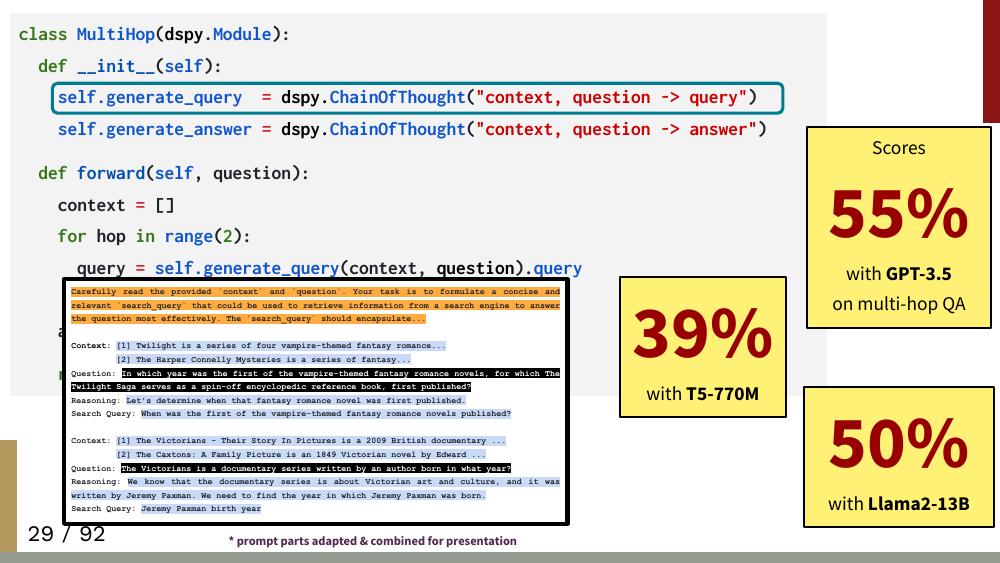 class MultiHop(dspy.Module):
def __init__(self):
self.generate_query = dspy.ChainOfThought("context, question -> query")
self.generate_answer = dspy.ChainOfThought("context, question -> answer")
def forward(self, question):
context = []
for hop in range(2):
query = self.generate_query(context, question).query
Carefully read the provided `context` and `question`. Your task is to formulate a concise and
relevant `search_query` that could be used to retrieve information from a search engine to answer
the question most effectively. The `search_query` should encapsulate...
Context: [1] Twilight is a series of four vampire-themed fantasy romance...
[2] The Harper Connelly Mysteries is a series of fantasy...
Question: In which year was the first of the vampire-themed fantasy romance novels, for which The
Twilight Saga serves as a spin-off encyclopedic reference book, first published?
Reasoning: Let's determine when that fantasy romance novel was first published.
Search Query: When was the first of the vampire-themed fantasy romance novels published?
Context: [1] The Victorians - Their Story In Pictures is a 2009 British documentary ...
[2] The Caxtons: A Family Picture is an 1849 Victorian novel by Edward ...
Question: The Victorians is a documentary series written by an author born in what year?
Reasoning: We know that the documentary series is about Victorian art and culture, and it was
written by Jeremy Paxman. We need to find the year in which Jeremy Paxman was born.
Search Query: Jeremy Paxman birth year
39%
with T5-770M
Scores
55%
with GPT-3.5
on multi-hop QA
50%
with Llama2-13B
29 / 92
* prompt parts adapted & combined for presentation